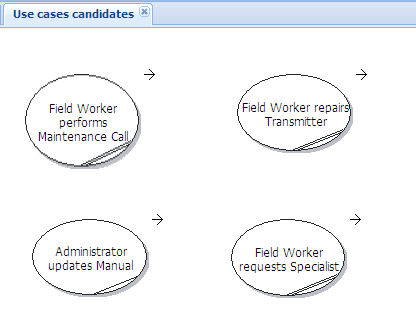 Use cases candidates
Field Worker
performs
Maintenance Call
Field Worker repairs
Transmitter
Administrator
updates Manual
Field Worker
requests Specialist